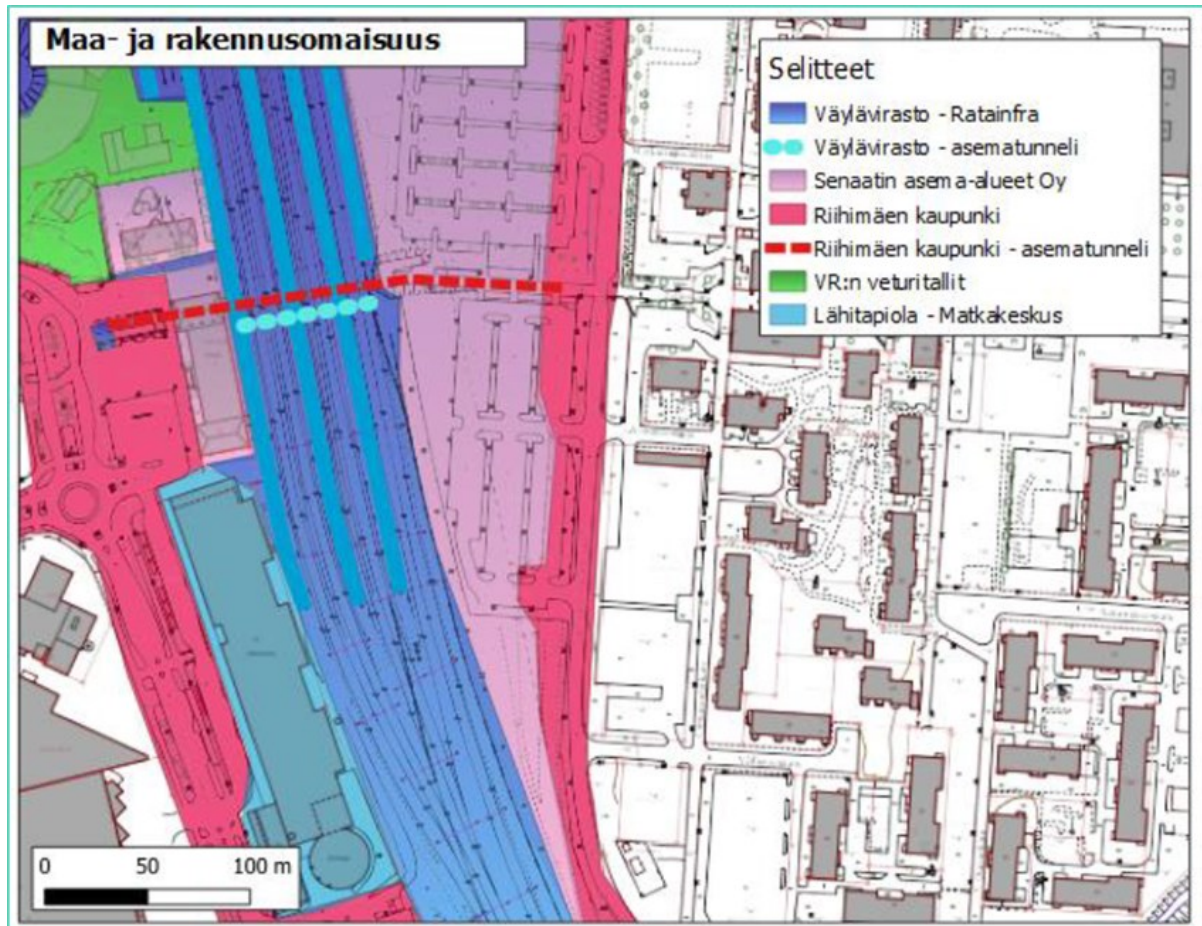 Maa- ja rakennusomaisuus
Selitteet
Väylävirasto - Ratainfra
Väylävirasto - asematunneli
Senaatin asema-alueet Oy
Riihimäen kaupunki
Riihimäen kaupunki - asematunneli
VR:n veturitallit
Lähitapiola - Matkakeskus
0 50 100 m